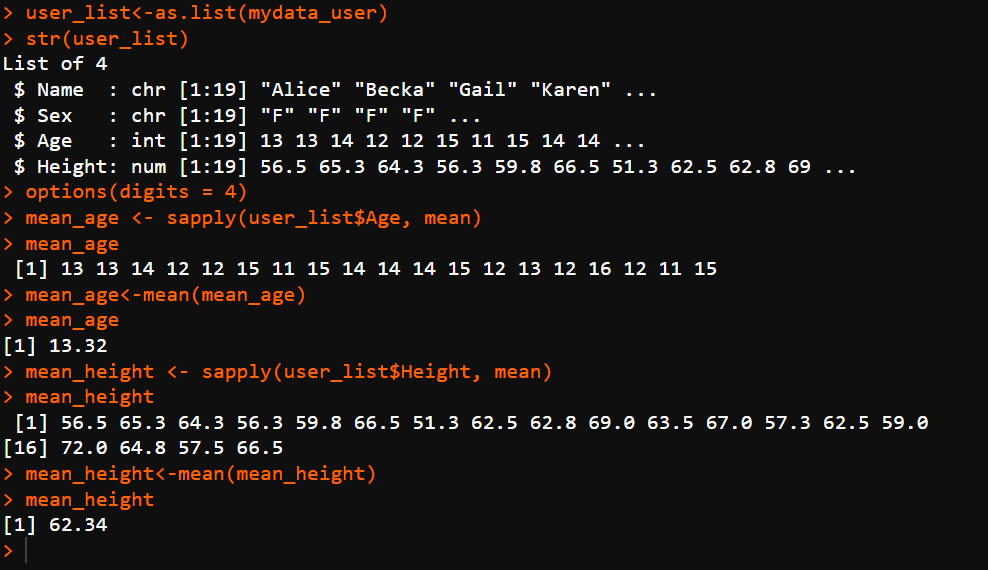 > user_list<-as.list(mydata_user)
> str(user_list)
List of 4
 $ Name  : chr [1:19] "Alice" "Becka" "Gail" "Karen" ...
 $ Sex   : chr [1:19] "F" "F" "F" "F" ...
 $ Age   : int [1:19] 13 13 14 12 12 15 11 15 14 14 ...
 $ Height: num [1:19] 56.5 65.3 64.3 56.3 59.8 66.5 51.3 62.5 62.8 69 ...
> options(digits = 4)
> mean_age <- sapply(user_list$Age, mean)
> mean_age
 [1] 13 13 14 12 12 15 11 15 14 14 14 15 12 13 12 16 12 11 15
> mean_age<-mean(mean_age)
> mean_age
[1] 13.32
> mean_height <- sapply(user_list$Height, mean)
> mean_height
 [1] 56.5 65.3 64.3 56.3 59.8 66.5 51.3 62.5 62.8 69.0 63.5 67.0 57.3 62.5 59.0
[16] 72.0 64.8 57.5 66.5
> mean_height<-mean(mean_height)
> mean_height
[1] 62.34
>